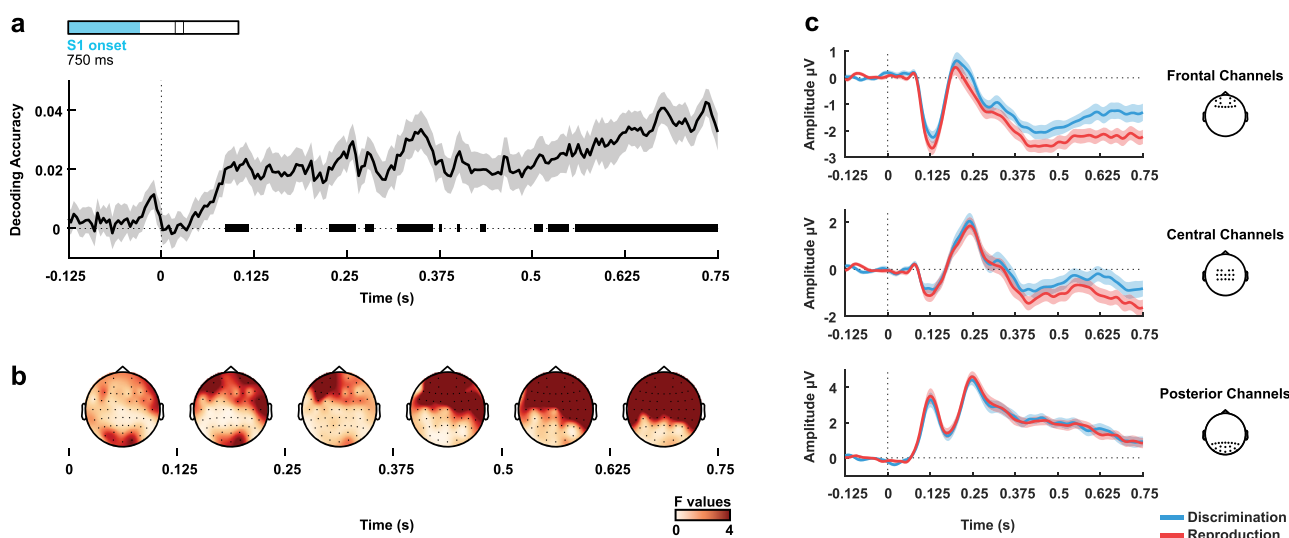 a
S1 onset
750 ms
Decoding Accuracy
0.04
0.02
0
-0.125 0 0.125 0.25 0.375 0.5 0.625 0.75
Time (s)
b
0 0.125 0.25 0.375 0.5 0.625 0.75
Time (s)
F values
0 4
c
Amplitude µV
1
0
-1
-2
-3
-0.125 0 0.125 0.25 0.375 0.5 0.625 0.75
Frontal Channels
Amplitude µV
2
0
-2
-0.125 0 0.125 0.25 0.375 0.5 0.625 0.75
Central Channels
Amplitude µV
4
2
0
-0.125 0 0.125 0.25 0.375 0.5 0.625 0.75
Time (s)
Posterior Channels
Discrimination
Reproduction